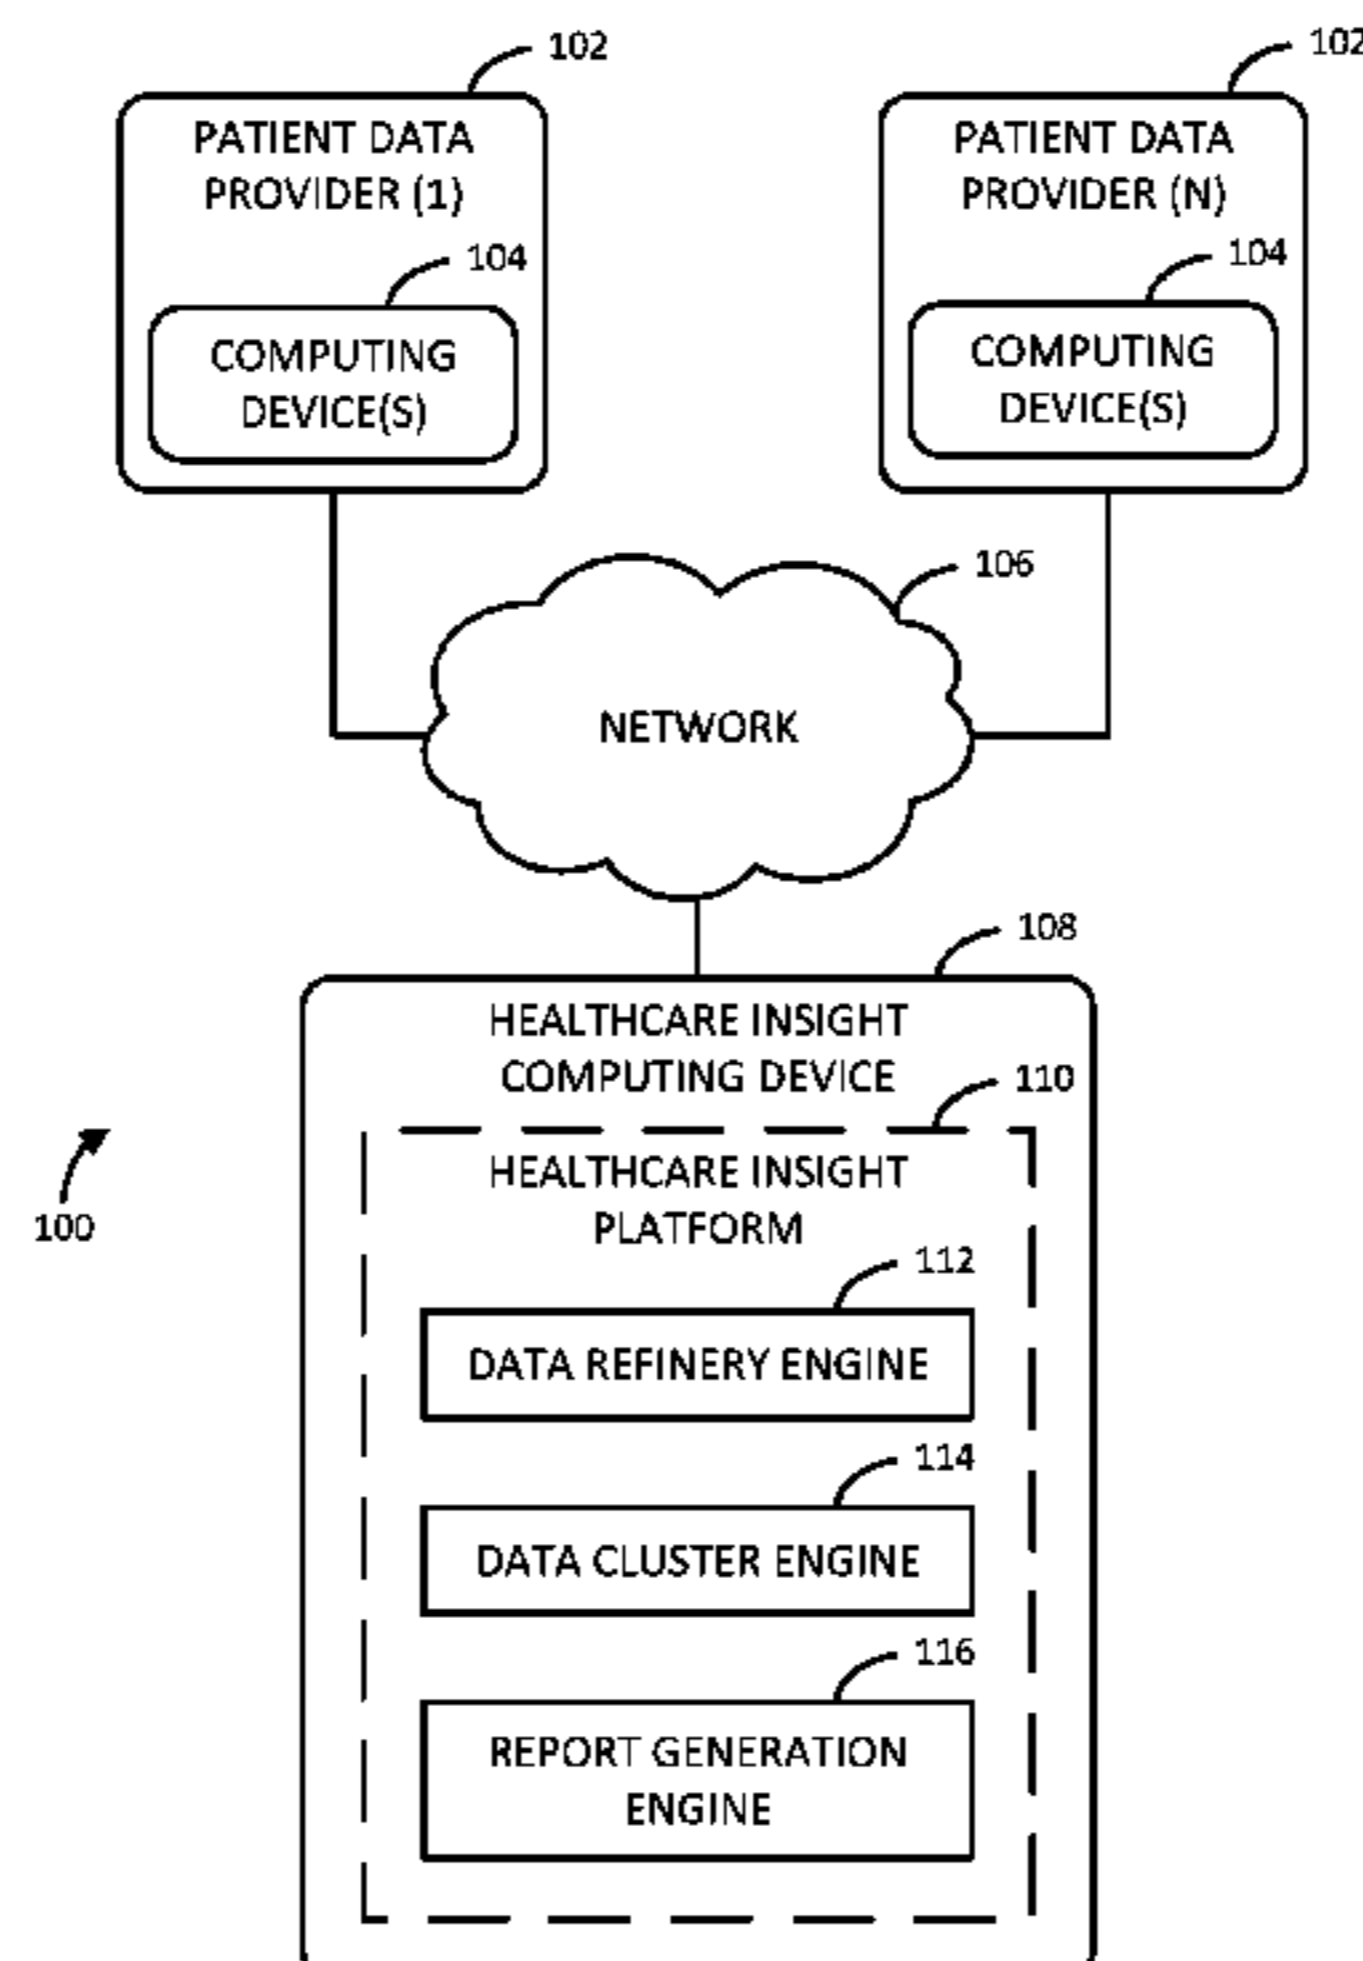 102
102
PATIENT DATA
PROVIDER (1)
PATIENT DATA
PROVIDER (N)
104
104
COMPUTING
DEVICE(S)
COMPUTING
DEVICE(S)
106
NETWORK
108
HEALTHCARE INSIGHT
COMPUTING DEVICE
110
HEALTHCARE INSIGHT
PLATFORM
100
112
DATA REFINERY ENGINE
114
DATA CLUSTER ENGINE
116
REPORT GENERATION
ENGINE